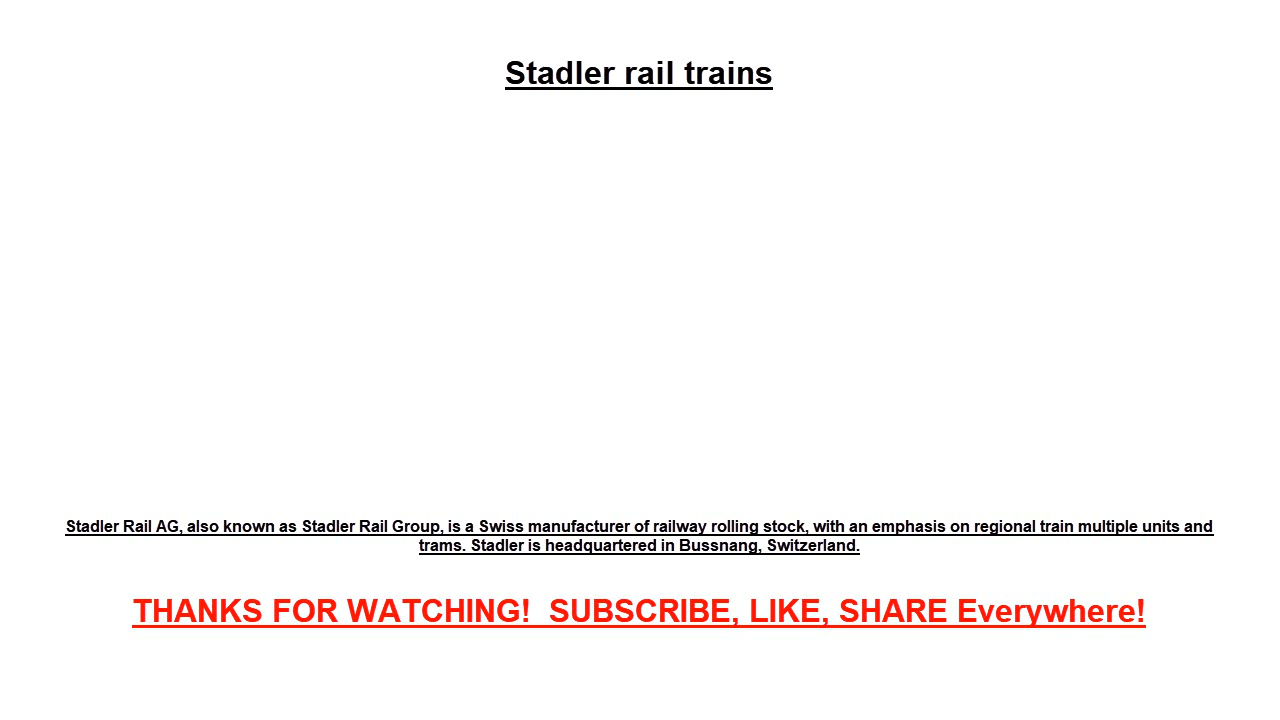 Stadler rail trains
Stadler Rail AG, also known as Stadler Rail Group, is a Swiss manufacturer of railway rolling stock, with an emphasis on regional train multiple units and
trams. Stadler is headquartered in Bussnang, Switzerland.
THANKS FOR WATCHING!  SUBSCRIBE, LIKE, SHARE Everywhere!